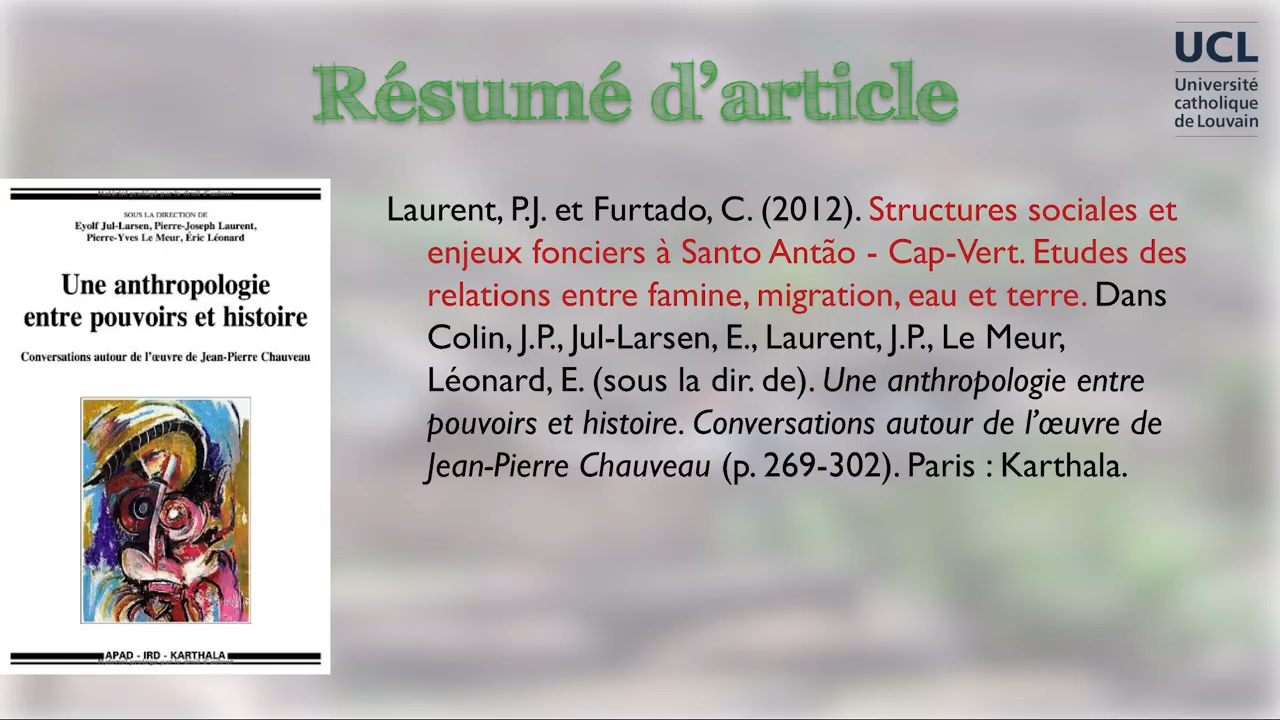 Résumé d'article
UCL
Université
catholique
de Louvain
SOUS LA DIRECTION DE
Eyolf Jul-Larsen, Pierre-Joseph Laurent,
Pierre-Yves Le Meur, Éric Léonard
Une anthropologie
entre pouvoirs et histoire
Conversations autour de l'œuvre de Jean-Pierre Chauveau
APAD - IRD - KARTHALA
Laurent, P.J. et Furtado, C. (2012). Structures sociales et
enjeux fonciers à Santo Antão - Cap-Vert. Etudes des
relations entre famine, migration, eau et terre. Dans
Colin, J.P., Jul-Larsen, E., Laurent, J.P., Le Meur,
Léonard, E. (sous la dir. de). Une anthropologie entre
pouvoirs et histoire. Conversations autour de l'œuvre de
Jean-Pierre Chauveau (p. 269-302). Paris : Karthala.